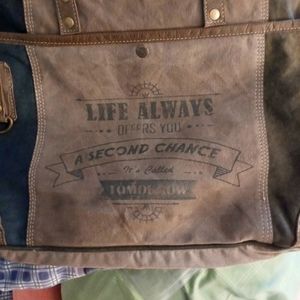 LIFE ALWAYS
OFFERS YOU
A SECOND CHANCE
It's Called
TOMORROW